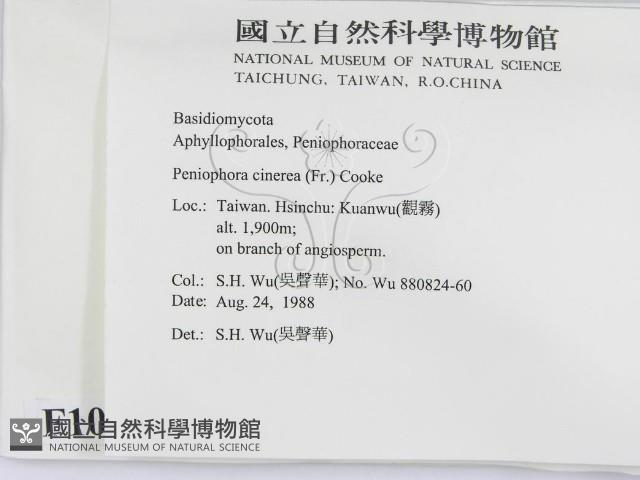 國立自然科學博物館
NATIONAL MUSEUM OF NATURAL SCIENCE
TAICHUNG, TAIWAN, R.O.CHINA
Basidiomycota
Aphyllophorales, Peniophoraceae
Peniophora cinerea (Fr.) Cooke
Loc.: Taiwan. Hsinchu: Kuanwu(觀霧)
alt. 1,900m;
on branch of angiosperm.
Col.: S.H. Wu(吳聲華); No. Wu 880824-60
Date: Aug. 24, 1988
Det.: S.H. Wu(吳聲華)
F10
國立自然科學博物館
NATIONAL MUSEUM OF NATURAL SCIENCE